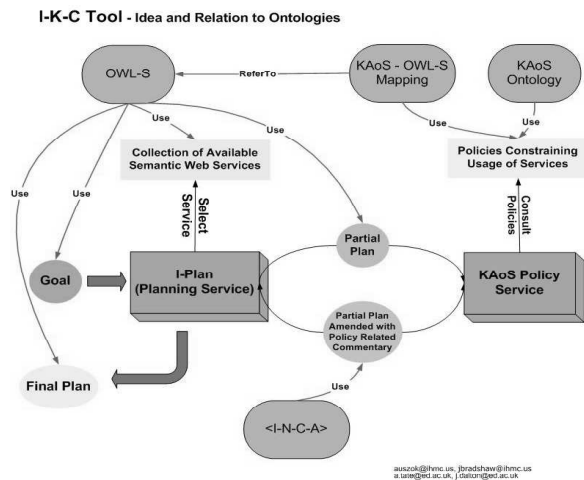 I-K-C Tool - Idea and Relation to Ontologies
OWL-S
ReferTo
KAoS - OWL-S
Mapping
KAoS
Ontology
Use
Use
Use
Use
Use
Use
Collection of Available
Semantic Web Services
Policies Constraining
Usage of Services
Select
Service
Consult
Policies
Partial
Plan
Goal
I-Plan
(Planning Service)
KAoS Policy
Service
Partial Plan
Amended with
Policy Related
Commentary
Final Plan
Use
<I-N-C-A>
auszok@ihmc.us, jbradshaw@ihmc.us
a.tate@ed.ac.uk, j.dalton@ed.ac.uk